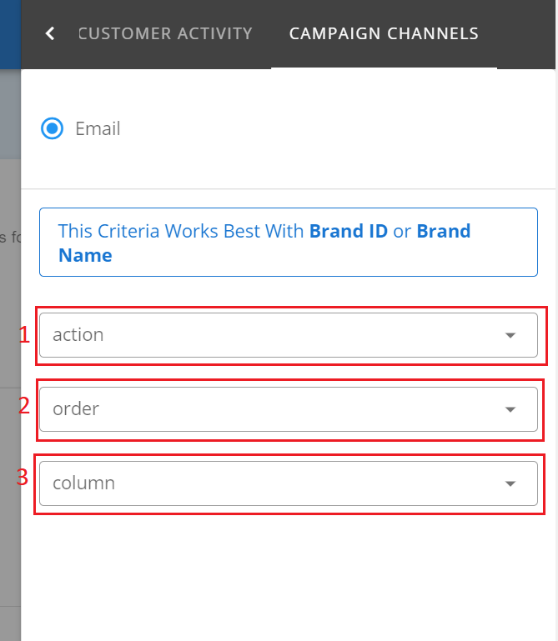 CUSTOMER ACTIVITY CAMPAIGN CHANNELS
Email
s fo
This Criteria Works Best With Brand ID or Brand
Name
1 action
2 order
3 column